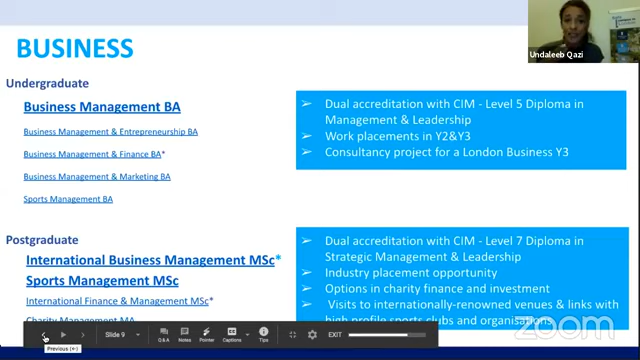 BUSINESS
Undaleeb Qazi
Undergraduate
Business Management BA
Business Management & Entrepreneurship BA
Business Management & Finance BA*
Business Management & Marketing BA
Sports Management BA
➢ Dual accreditation with CIM - Level 5 Diploma in
Management & Leadership
➢ Work placements in Y2&Y3
➢ Consultancy project for a London Business Y3
Postgraduate
International Business Management MSc*
Sports Management MSc
International Finance & Management MSc*
Charity Management MA
➢ Dual accreditation with CIM - Level 7 Diploma in
Strategic Management & Leadership
➢ Industry placement opportunity
➢ Options in charity finance and investment
➢ Visits to internationally-renowned venues & links with
high profile sports clubs and organisations
Slide 9
Q&A
Notes
Pointer
Captions
Tips
EXIT
Previous (←)
zoom